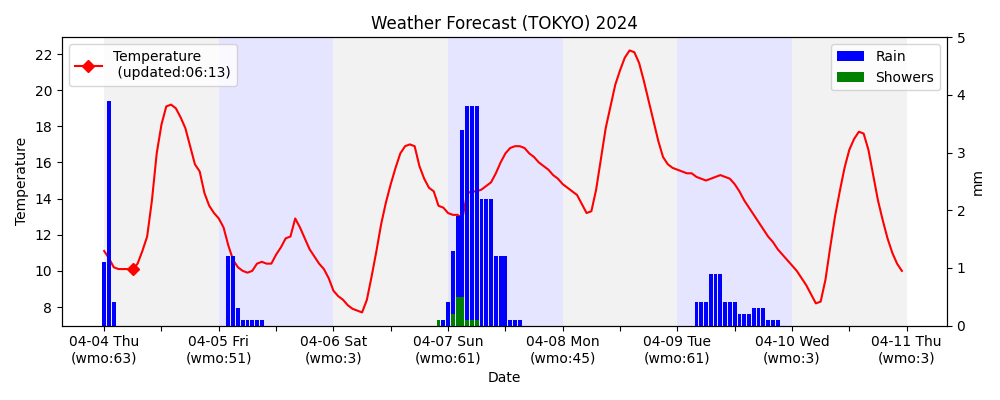 Weather Forecast (TOKYO) 2024
Temperature
(updated:06:13)
Rain
Showers
22
20
18
16
14
12
10
8
Temperature
5
4
3
2
1
0
mm
04-04 Thu 04-05 Fri 04-06 Sat 04-07 Sun 04-08 Mon 04-09 Tue 04-10 Wed 04-11 Thu
(wmo:63) (wmo:51) (wmo:3) (wmo:61) (wmo:45) (wmo:61) (wmo:3) (wmo:3)
Date